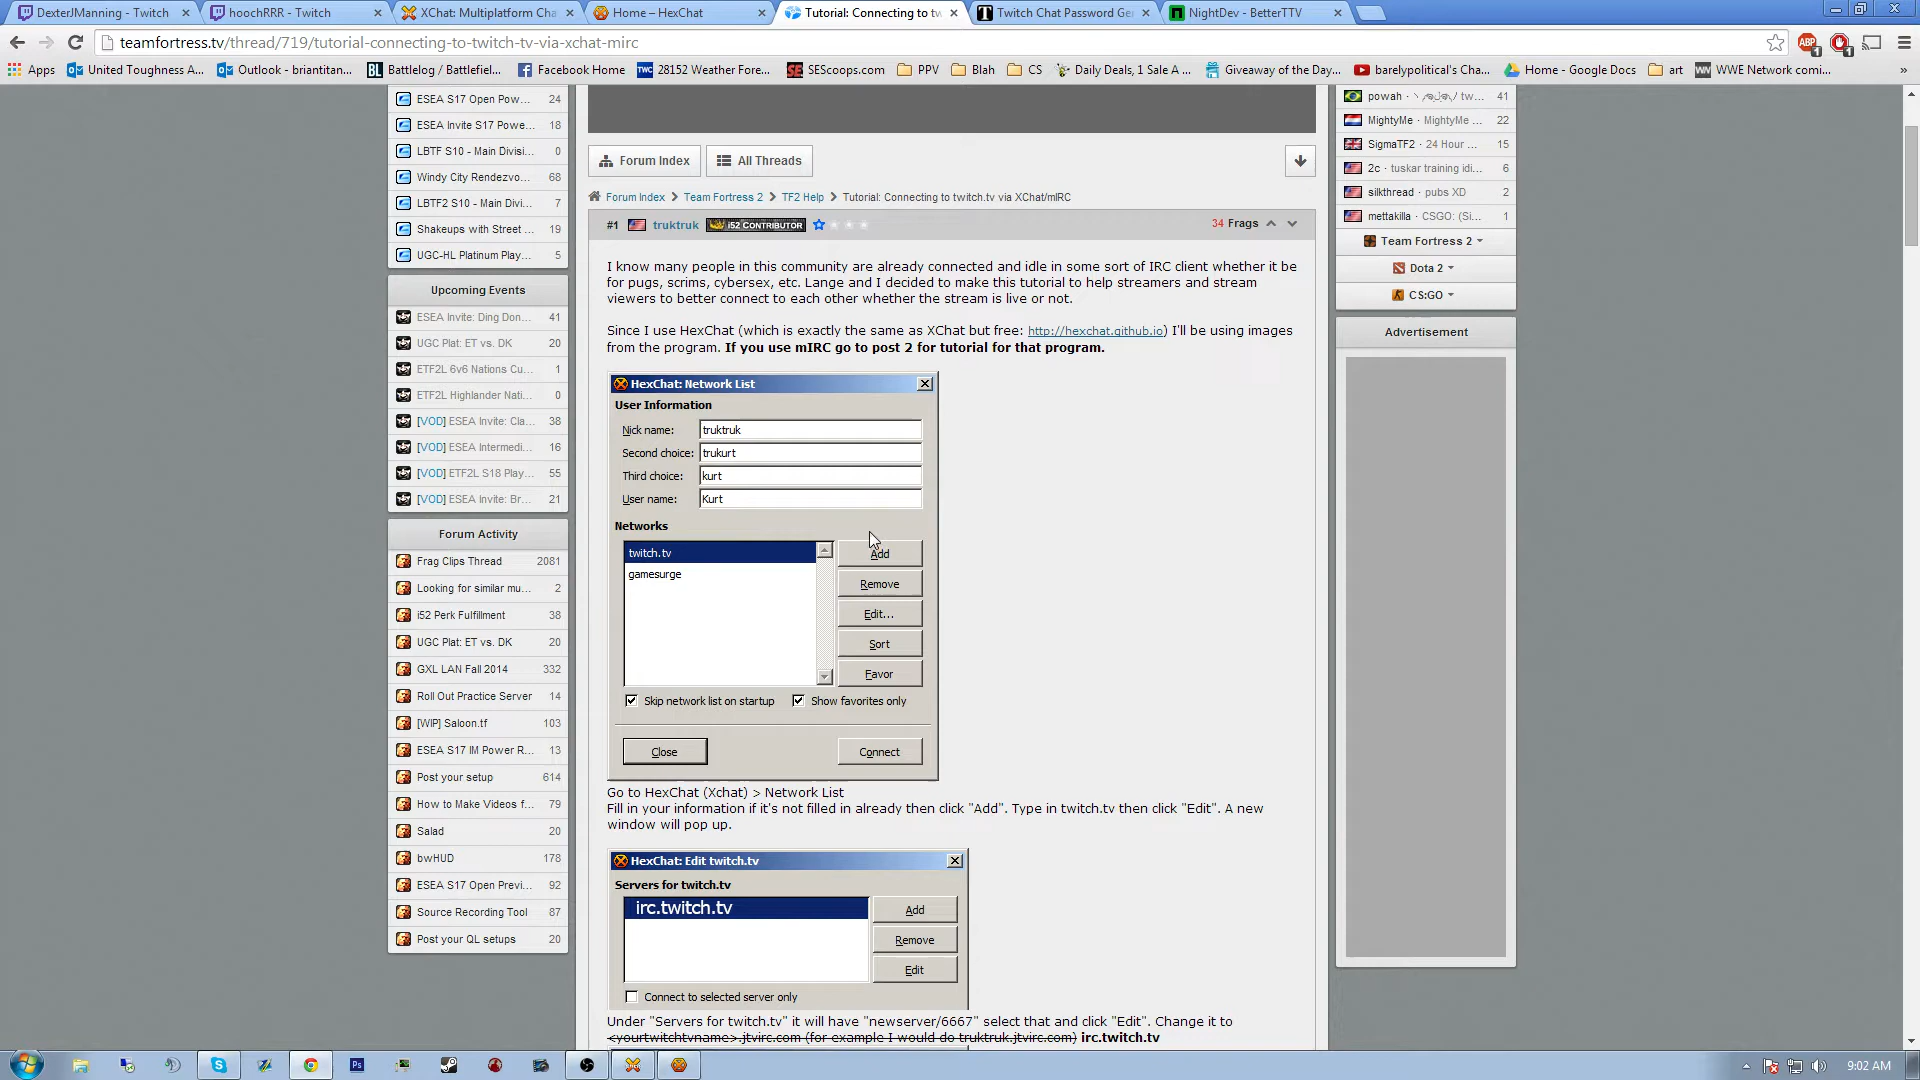 DexterJManning - Twitch
hoochRRR - Twitch
XChat: Multiplatform Cha
Home – HexChat
Tutorial: Connecting to tw
Twitch Chat Password Ge
NightDev - BetterTTV
teamfortress.tv/thread/719/tutorial-connecting-to-twitch-tv-via-xchat-mirc
Apps
United Toughness A...
Outlook - briantitan...
Battlelog / Battlefiel...
Facebook Home
28152 Weather Fore...
SEScoops.com
PPV
Blah
CS
Daily Deals, 1 Sale A ...
Giveaway of the Day...
barelypolitical's Cha...
Home - Google Docs
art
WWE Network comi...
»
ESEA S17 Open Pow... 24
ESEA Invite S17 Powe... 18
LBTF S10 - Main Divisi... 0
Windy City Rendezvo... 68
LBTF2 S10 - Main Divi... 7
Shakeups with Street ... 19
UGC-HL Platinum Play... 5
Upcoming Events
ESEA Invite: Ding Don... 41
UGC Plat: ET vs. DK 20
ETF2L 6v6 Nations Cu... 1
ETF2L Highlander Nati... 0
[VOD] ESEA Invite: Cla... 38
[VOD] ESEA Intermedi... 16
[VOD] ETF2L S18 Play... 55
[VOD] ESEA Invite: Br... 21
Forum Activity
Frag Clips Thread 2081
Looking for similar mu... 2
i52 Perk Fulfillment 38
UGC Plat: ET vs. DK 20
GXL LAN Fall 2014 332
Roll Out Practice Server 14
[WIP] Saloon.tf 103
ESEA S17 IM Power R... 13
Post your setup 614
How to Make Videos f... 79
Salad 20
bwHUD 178
ESEA S17 Open Previ... 92
Source Recording Tool 87
Post your QL setups 20
Forum Index
All Threads
Forum Index > Team Fortress 2 > TF2 Help > Tutorial: Connecting to twitch.tv via XChat/mIRC
#1 truktruk i52 CONTRIBUTOR 34 Frags
I know many people in this community are already connected and idle in some sort of IRC client whether it be
for pugs, scrims, cybersex, etc. Lange and I decided to make this tutorial to help streamers and stream
viewers to better connect to each other whether the stream is live or not.
Since I use HexChat (which is exactly the same as XChat but free: http://hexchat.github.io) I'll be using images
from the program. If you use mIRC go to post 2 for tutorial for that program.
HexChat: Network List
User Information
Nick name: truktruk
Second choice: trukurt
Third choice: kurt
User name: Kurt
Networks
twitch.tv
gamesurge
Add
Remove
Edit...
Sort
Favor
Skip network list on startup
Show favorites only
Close
Connect
Go to HexChat (Xchat) > Network List
Fill in your information if it's not filled in already then click "Add". Type in twitch.tv then click "Edit". A new
window will pop up.
HexChat: Edit twitch.tv
Servers for twitch.tv
irc.twitch.tv
Add
Remove
Edit
Connect to selected server only
Under "Servers for twitch.tv" it will have "newserver/6667" select that and click "Edit". Change it to
<yourtwitchtvname>.jtvirc.com (for example I would do truktruk.jtvirc.com) irc.twitch.tv
powah · tw... 41
MightyMe · MightyMe ... 22
SigmaTF2 · 24 Hour ... 15
2c · tuskar training idi... 6
silkthread · pubs XD 2
mettakilla · CSGO: (Si... 1
Team Fortress 2
Dota 2
CS:GO
Advertisement
9:02 AM